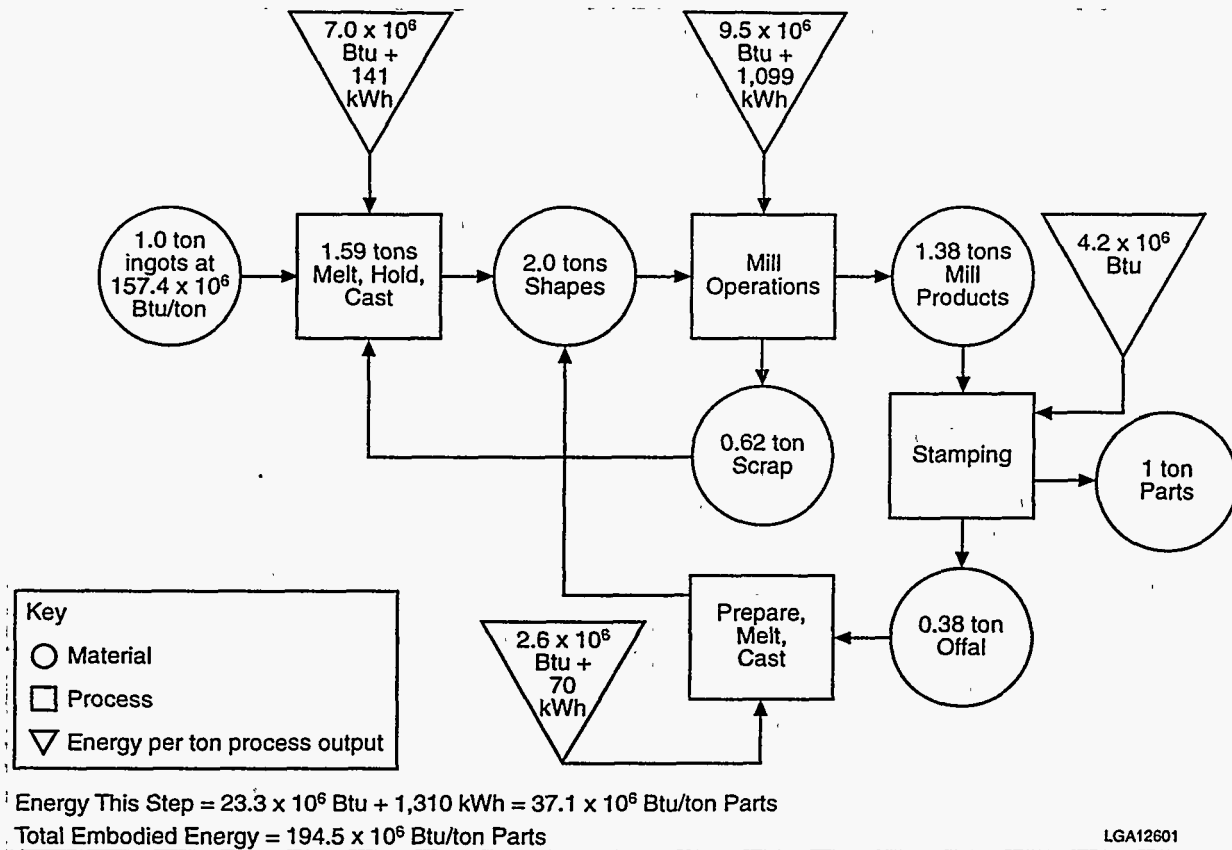 7.0 x 10⁶
Btu +
141
kWh
9.5 x 10⁶
Btu +
1,099
kWh
1.0 ton
ingots at
157.4 x 10⁶
Btu/ton
1.59 tons
Melt, Hold,
Cast
2.0 tons
Shapes
Mill
Operations
1.38 tons
Mill
Products
4.2 x 10⁶
Btu
0.62 ton
Scrap
Stamping
1 ton
Parts
Key
Material
Process
Energy per ton process output
2.6 x 10⁶
Btu +
70
kWh
Prepare,
Melt,
Cast
0.38 ton
Offal
Energy This Step = 23.3 x 10⁶ Btu + 1,310 kWh = 37.1 x 10⁶ Btu/ton Parts
Total Embodied Energy = 194.5 x 10⁶ Btu/ton Parts
LGA12601